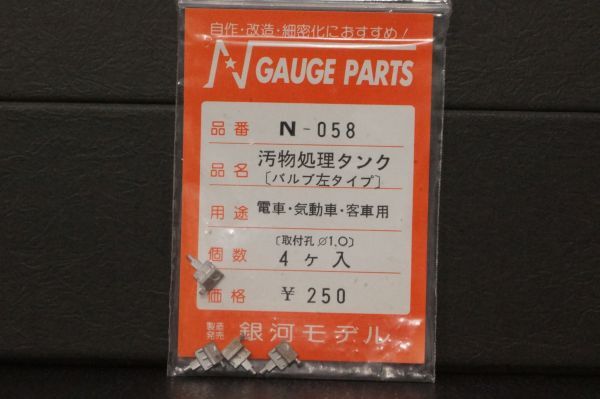 自作・改造・細密化におすすめ!
N GAUGE PARTS
品番 N-058
品名 汚物処理タンク
〔バルブ左タイプ〕
用途 電車・気動車・客車用
〔取付孔 ∅1.0〕
個数 4ヶ入
価格 ¥250
製造
発売 銀河モデル